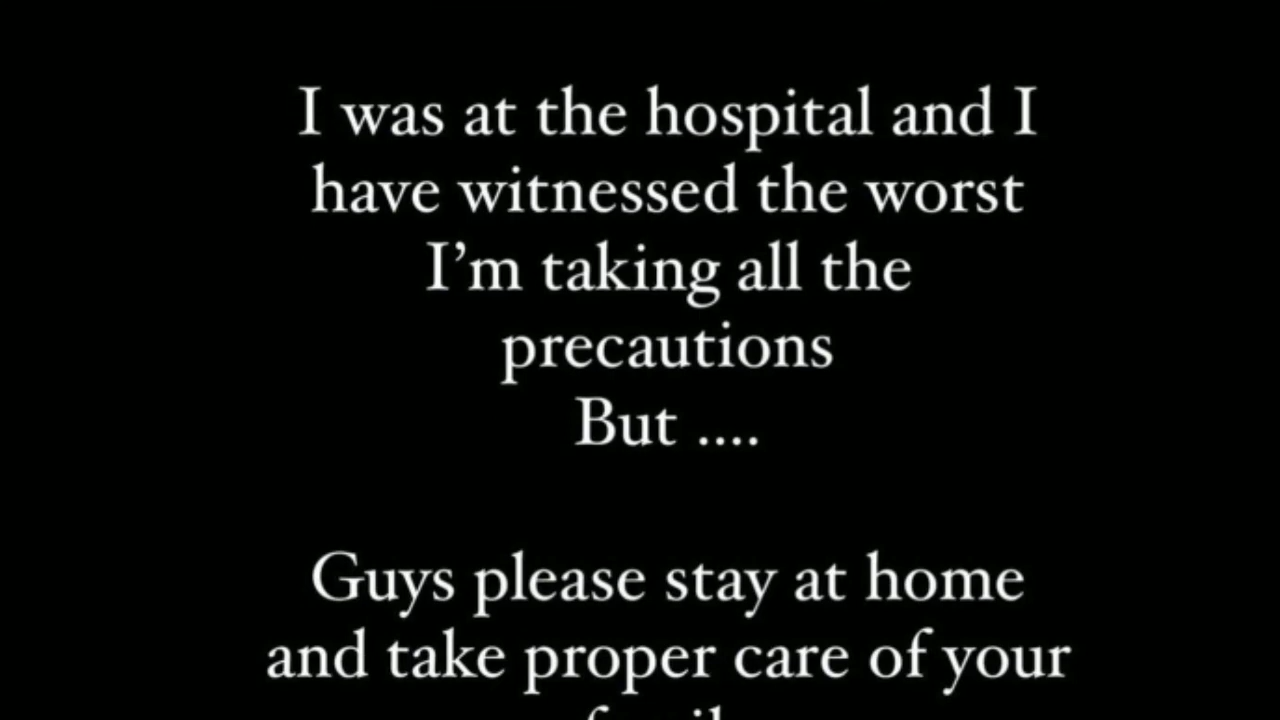 I was at the hospital and I
have witnessed the worst
I’m taking all the
precautions
But ....
Guys please stay at home
and take proper care of your